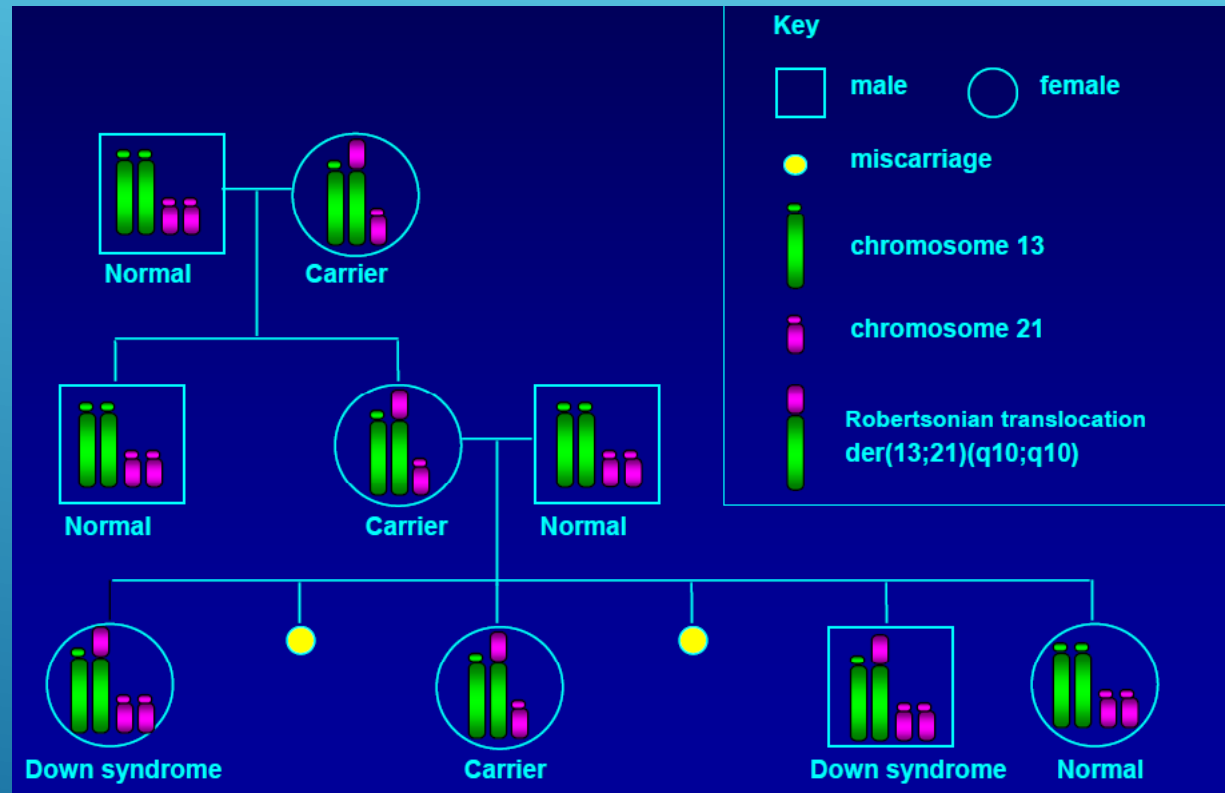 Key
male
female
miscarriage
chromosome 13
chromosome 21
Robertsonian translocation
der(13;21)(q10;q10)
Normal
Carrier
Normal
Carrier
Normal
Down syndrome
Carrier
Down syndrome
Normal